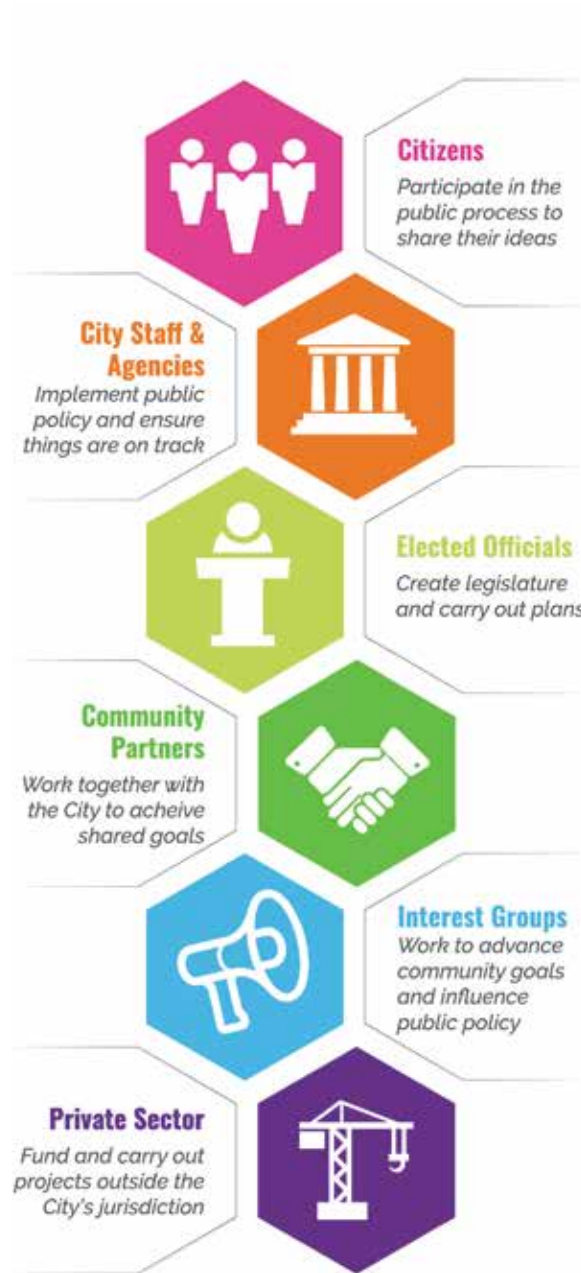 Citizens
Participate in the
public process to
share their ideas
City Staff &
Agencies
Implement public
policy and ensure
things are on track
Elected Officials
Create legislature
and carry out plans
Community
Partners
Work together with
the City to acheive
shared goals
Interest Groups
Work to advance
community goals
and influence
public policy
Private Sector
Fund and carry out
projects outside the
City's jurisdiction